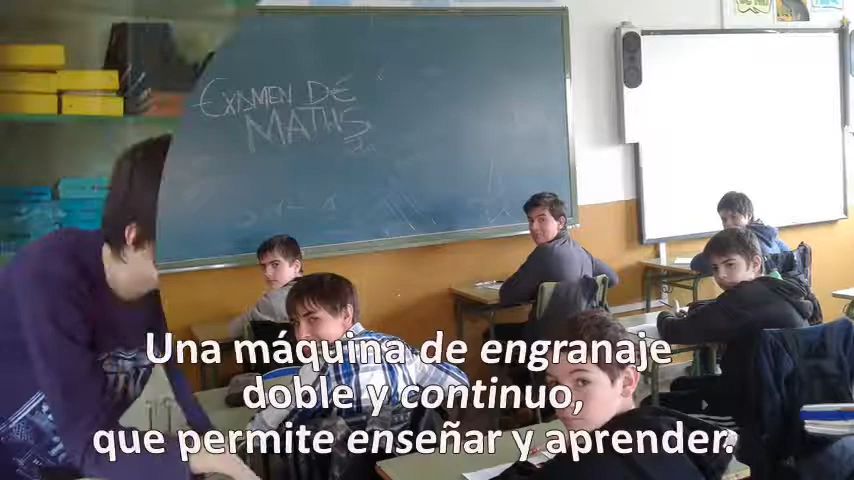 EXAMEN DE
MATHS
Una máquina de engranaje
doble y continuo,
que permite enseñar y aprender.